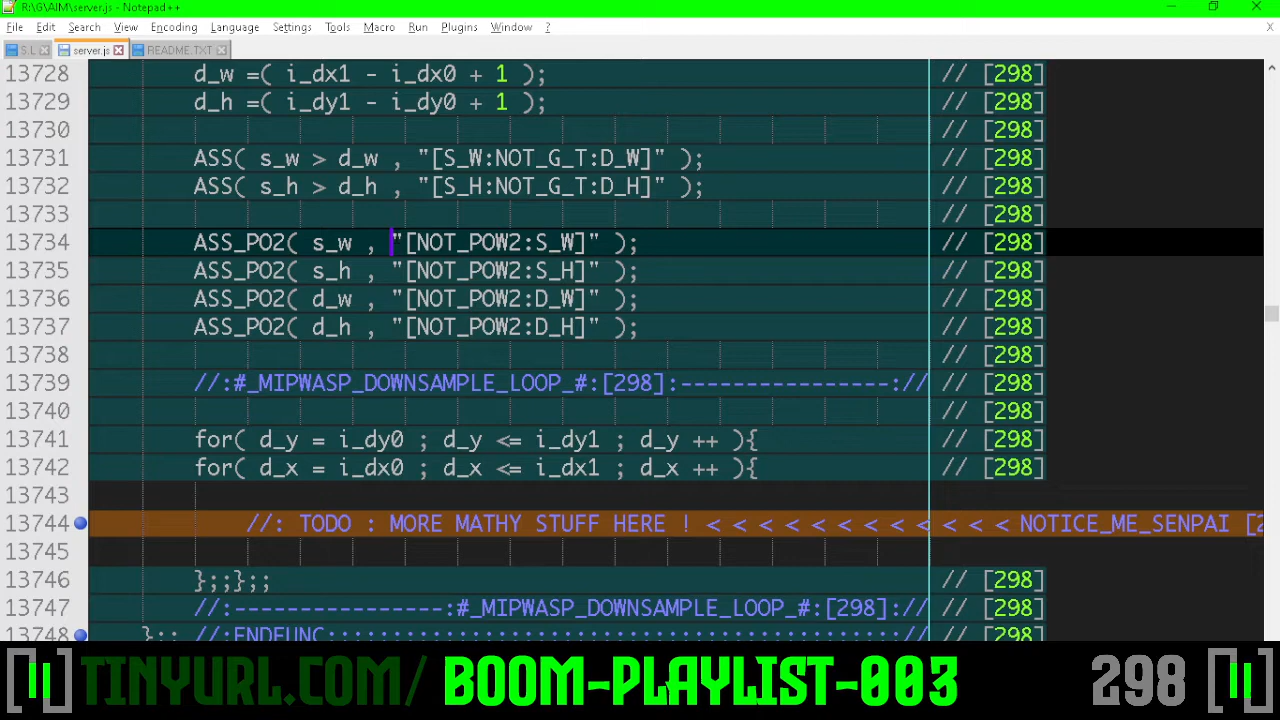 R:\G\AIM\server.js - Notepad++
File Edit Search View Encoding Language Settings Tools Macro Run Plugins Window ? X
S.L server.js README.TXT
13728 d_w =( i_dx1 - i_dx0 + 1 ); // [298]
13729 d_h =( i_dy1 - i_dy0 + 1 ); // [298]
13730 // [298]
13731 ASS( s_w > d_w , "[S_W:NOT_G_T:D_W]" ); // [298]
13732 ASS( s_h > d_h , "[S_H:NOT_G_T:D_H]" ); // [298]
13733 // [298]
13734 ASS_PO2( s_w , "[NOT_POW2:S_W]" ); // [298]
13735 ASS_PO2( s_h , "[NOT_POW2:S_H]" ); // [298]
13736 ASS_PO2( d_w , "[NOT_POW2:D_W]" ); // [298]
13737 ASS_PO2( d_h , "[NOT_POW2:D_H]" ); // [298]
13738 // [298]
13739 //:#_MIPWASP_DOWNSAMPLE_LOOP_#:[298]:----------------:// // [298]
13740 // [298]
13741 for( d_y = i_dy0 ; d_y <= i_dy1 ; d_y ++ ){ // [298]
13742 for( d_x = i_dx0 ; d_x <= i_dx1 ; d_x ++ ){ // [298]
13743
13744 //: TODO : MORE MATHY STUFF HERE ! < < < < < < < < < < < < NOTICE_ME_SENPAI [2
13745
13746 };;};; // [298]
13747 //:----------------:#_MIPWASP_DOWNSAMPLE_LOOP_#:[298]:// // [298]
13748 };; //:ENDFUNC:::::::::::::::::::::::::::::::::::::::::::::// // [298]
[||] TINYURL.com/ BOOM-PLAYLIST-003 298 [||]